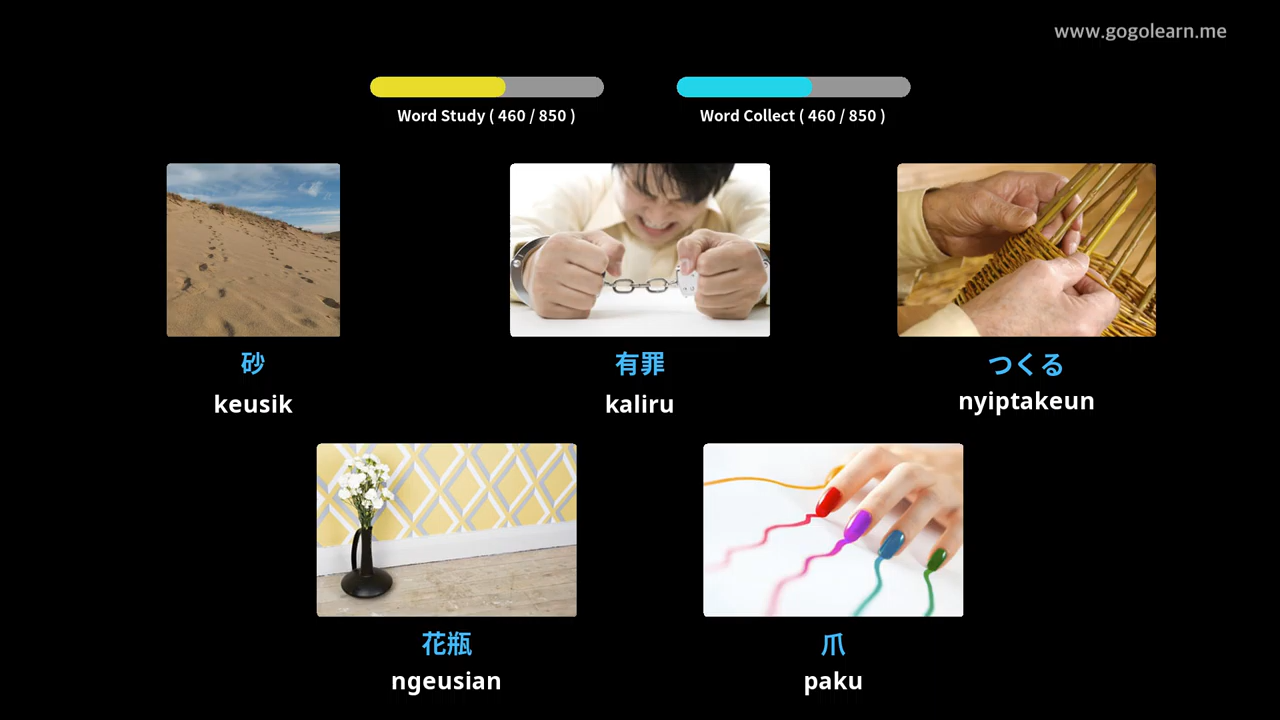 www.gogolearn.me
Word Study ( 460 / 850 )
Word Collect ( 460 / 850 )
砂
keusik
有罪
kaliru
つくる
nyiptakeun
花瓶
ngeusian
爪
paku